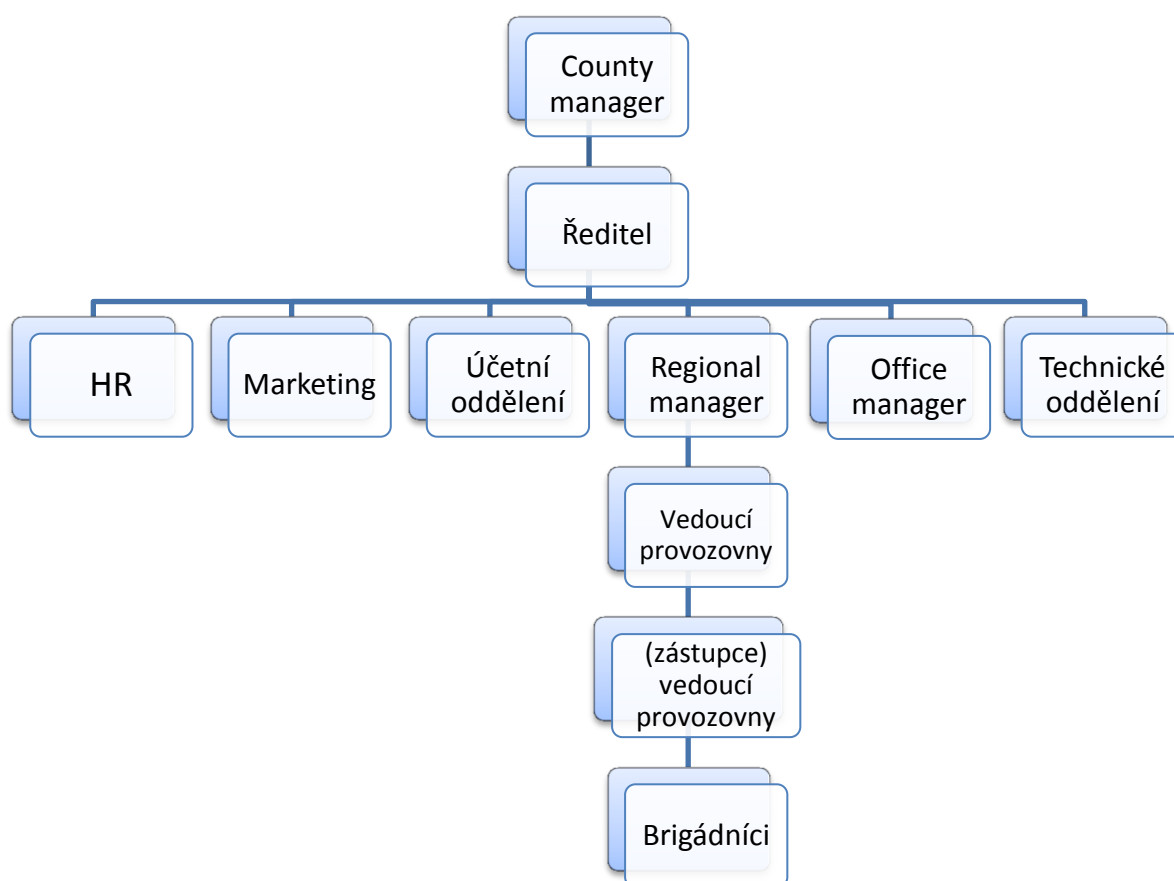 County
manager
Ředitel
HR
Marketing
Účetní
oddělení
Regional
manager
Office
manager
Technické
oddělení
Vedoucí
provozovny
(zástupce)
vedoucí
provozovny
Brigádníci